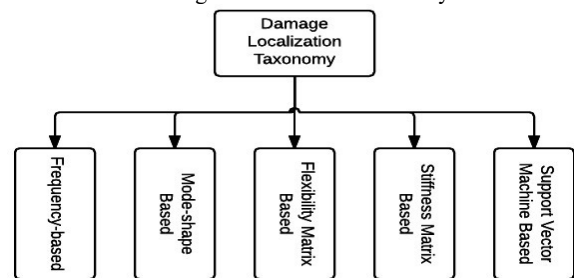 Damage
Localization
Taxonomy
Frequency-based
Mode-shape
Based
Flexibility Matrix
Based
Stiffness Matrix
Based
Support Vector
Machine Based